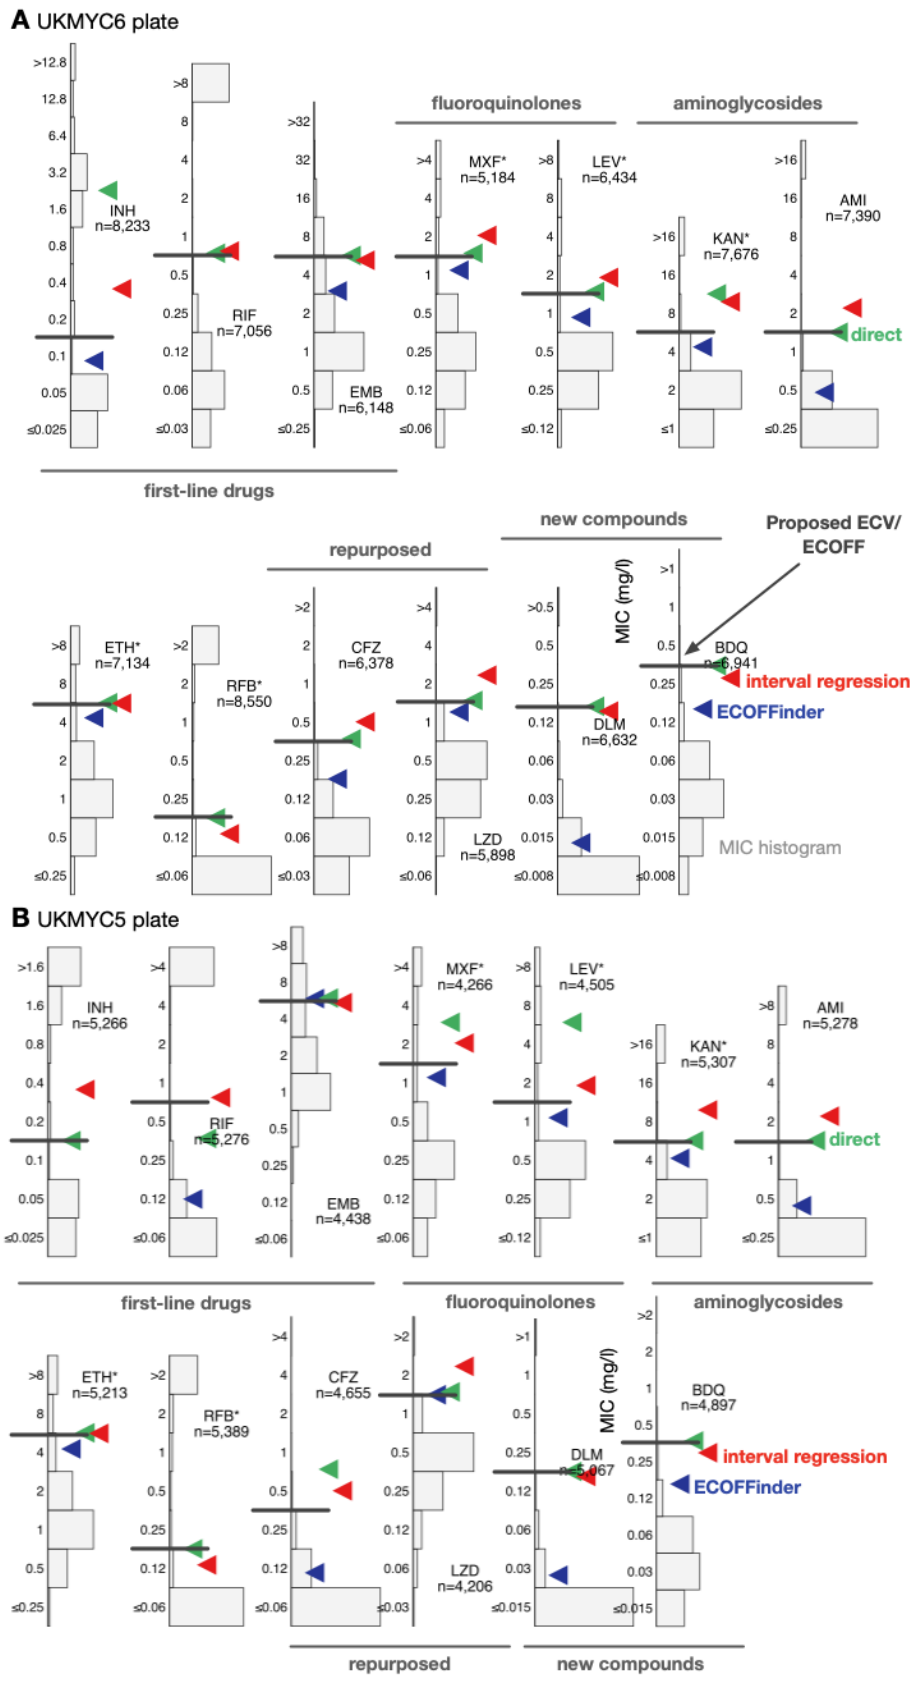 A UKMYC6 plate
fluoroquinolones
aminoglycosides
>12.8
12.8
6.4
3.2
1.6
0.8
0.4
0.2
0.1
0.05
≤0.025
INH
n=8,233
>8
8
4
2
1
0.5
0.25
0.12
0.06
≤0.03
RIF
n=7,056
>32
32
16
8
4
2
1
0.5
≤0.25
EMB
n=6,148
>4
4
2
1
0.5
0.25
0.12
≤0.06
MXF*
n=5,184
>8
8
4
2
1
0.5
0.25
≤0.12
LEV*
n=6,434
>16
16
8
4
2
≤1
KAN*
n=7,676
>16
16
8
4
2
1
0.5
≤0.25
AMI
n=7,390
direct
first-line drugs
repurposed
new compounds
Proposed ECV/
ECOFF
>8
8
4
2
1
0.5
≤0.25
ETH*
n=7,134
>2
2
1
0.5
0.25
0.12
≤0.06
RFB*
n=8,550
>2
2
1
0.5
0.25
0.12
0.06
≤0.03
CFZ
n=6,378
>4
4
2
1
0.5
0.25
0.12
≤0.06
LZD
n=5,898
>0.5
0.5
0.25
0.12
0.06
0.03
0.015
≤0.008
DLM
n=6,632
MIC (mg/l)
>1
1
0.5
0.25
0.12
0.06
0.03
0.015
≤0.008
BDQ
n=6,941
interval regression
ECOFFinder
MIC histogram
B UKMYC5 plate
>1.6
1.6
0.8
0.4
0.2
0.1
0.05
≤0.025
INH
n=5,266
>4
4
2
1
0.5
0.25
0.12
≤0.06
RIF
n=5,276
>8
8
4
2
1
0.5
0.25
0.12
≤0.06
EMB
n=4,438
>4
4
2
1
0.5
0.25
0.12
≤0.06
MXF*
n=4,266
>8
8
4
2
1
0.5
0.25
≤0.12
LEV*
n=4,505
>16
16
8
4
2
≤1
KAN*
n=5,307
>8
8
4
2
1
0.5
≤0.25
AMI
n=5,278
direct
first-line drugs
fluoroquinolones
aminoglycosides
>8
8
4
2
1
0.5
≤0.25
ETH*
n=5,213
>2
2
1
0.5
0.25
0.12
≤0.06
RFB*
n=5,389
>4
4
2
1
0.5
0.25
0.12
≤0.06
CFZ
n=4,655
>2
2
1
0.5
0.25
0.12
0.06
≤0.03
LZD
n=4,206
>1
1
0.5
0.25
0.12
0.06
0.03
≤0.015
DLM
n=5,067
MIC (mg/l)
>2
2
1
0.5
0.25
0.12
0.06
0.03
≤0.015
BDQ
n=4,897
interval regression
ECOFFinder
repurposed
new compounds